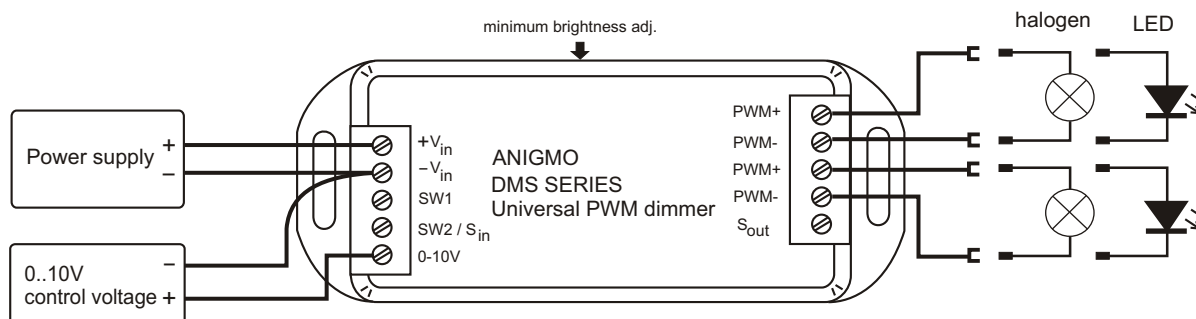 minimum brightness adj.
halogen
LED
Power supply
+
−
0..10V
control voltage
−
+
+Vin
−Vin
SW1
SW2 / Sin
0-10V
ANIGMO
DMS SERIES
Universal PWM dimmer
PWM+
PWM-
PWM+
PWM-
Sout